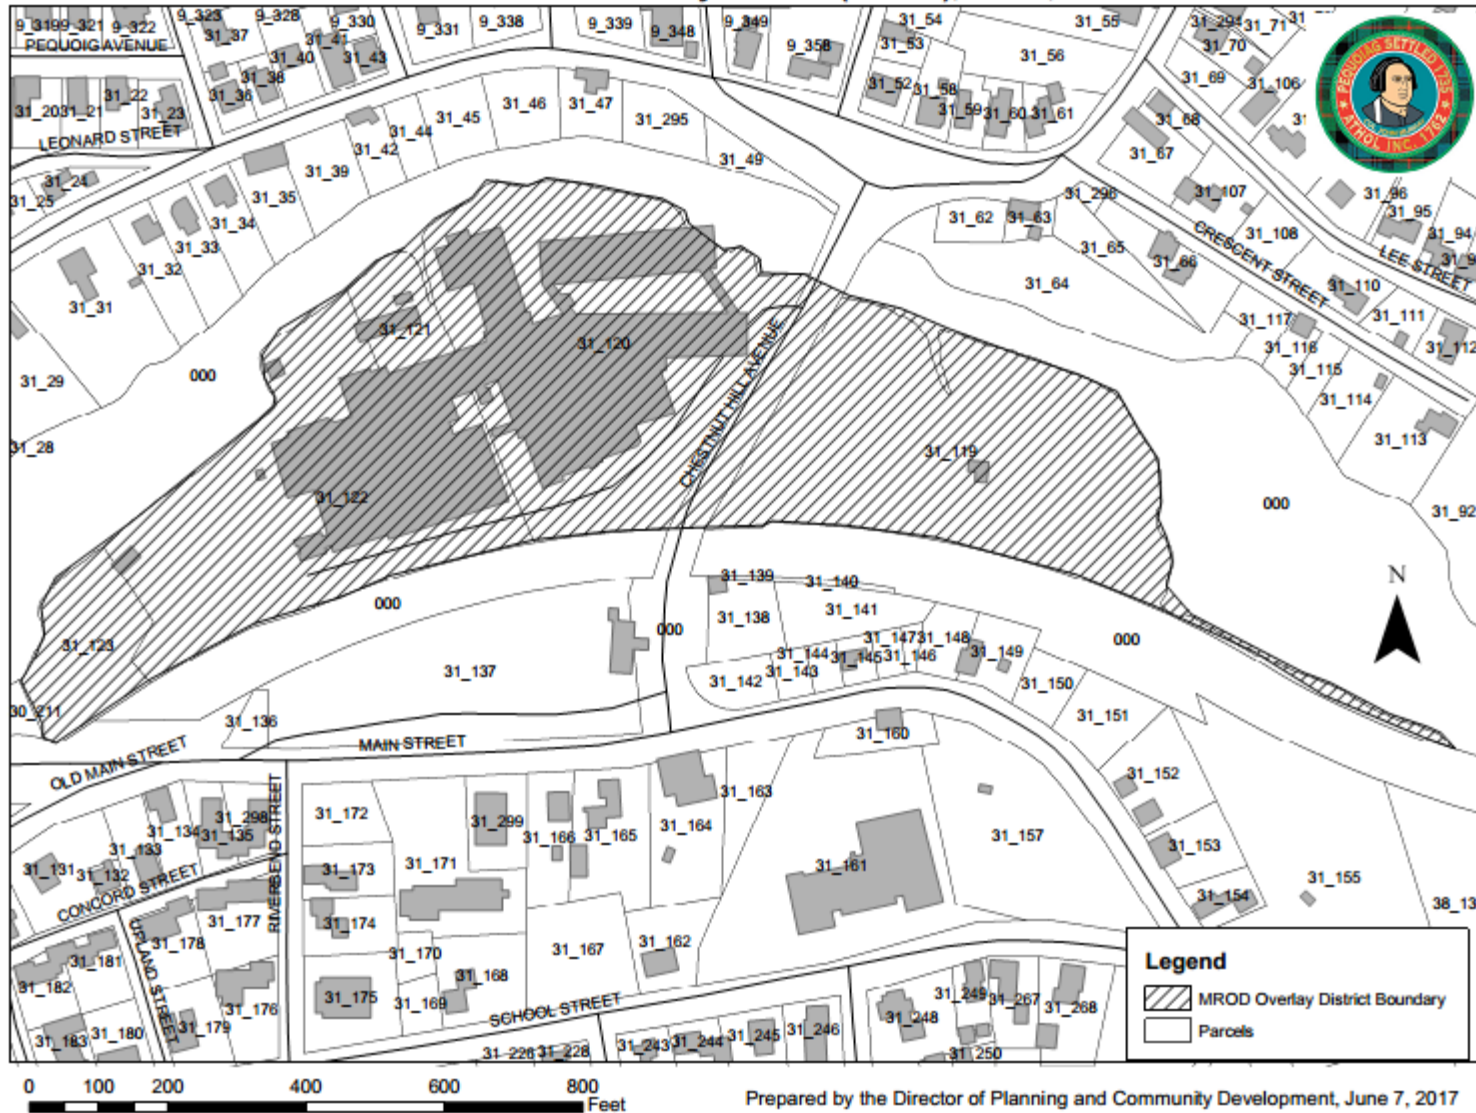 9_319 9_321 9_322 9_323 9_328 9_330 9_331 9_338 9_339 9_348 9_349 9_358 31_54 31_55 31_294 31_71
PEQUOIG AVENUE 31_37 31_41 31_40 31_43 31_53 31_56 31_70
31_38 31_36 31_52 31_58 31_59 31_60 31_61 31_69 31_106
31_20 31_21 31_22 31_23 31_44 31_45 31_46 31_47 31_295 31_68
LEONARD STREET 31_42 31_39 31_49 31_67
PEQUOIAG SETTLED 1735
ATHOL INC. 1762
31_24 31_25 31_35 31_34 31_33 31_32 31_31 31_62 31_63 31_296 31_107 31_96 31_95 31_94
31_65 31_66 31_108 CRESCENT STREET LEE STREET
31_64 31_110 31_111 31_112
31_121 31_120 CHESTNUT HILL AVENUE 31_117 31_116 31_115 31_114
31_29 000 31_113
31_28 31_122 31_119 000 31_92
31_123 000 000 31_139 31_140 31_138 31_141 000
31_137 31_144 31_143 31_142 31_145 31_147 31_146 31_148 31_149 31_150 31_151
30_211 31_136 31_160
OLD MAIN STREET MAIN STREET 31_152
31_134 31_298 31_135 31_133 31_172 31_299 31_166 31_165 31_164 31_163 31_157 31_153
31_131 31_132 RIVERBEND STREET 31_173 31_171 31_161 31_155 31_154 38_13
CONCORD STREET 31_177 31_174
UPLAND STREET 31_178 31_181 31_182 31_170 31_167 31_162
31_176 31_175 31_169 31_168 31_249 31_267 31_268
31_183 31_180 31_179 SCHOOL STREET 31_248
31_226 31_228 31_243 31_244 31_245 31_246 31_250
N
Legend
MROD Overlay District Boundary
Parcels
0 100 200 400 600 800
Feet
Prepared by the Director of Planning and Community Development, June 7, 2017